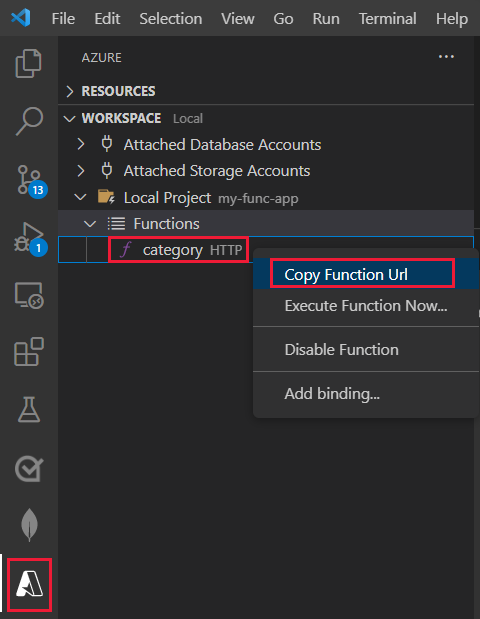 File Edit Selection View Go Run Terminal Help
AZURE
RESOURCES
WORKSPACE Local
Attached Database Accounts
Attached Storage Accounts
Local Project my-func-app
Functions
category HTTP
Copy Function Url
Execute Function Now...
Disable Function
Add binding...
13
1